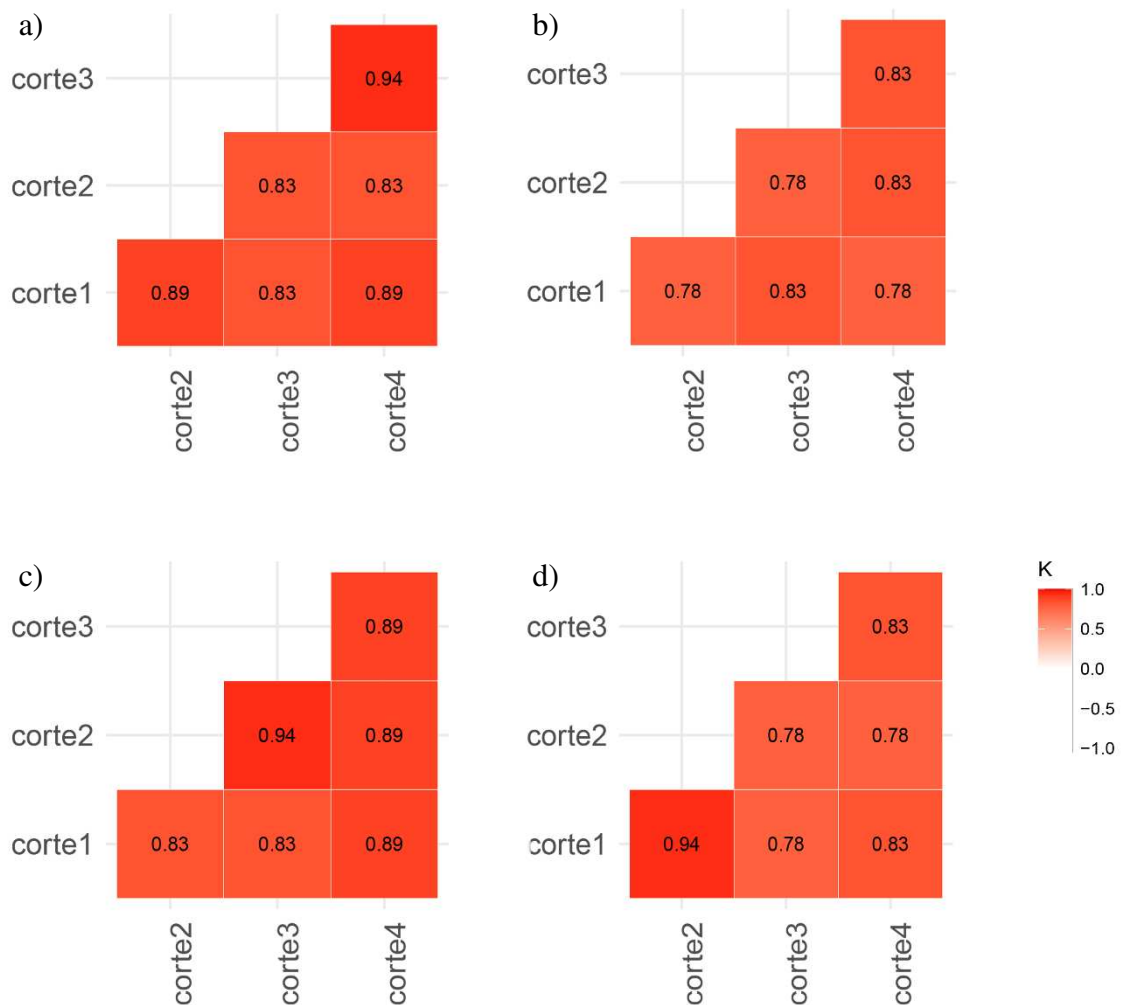 a)
corte3
0.94
corte2
0.83 0.83
corte1
0.89 0.83 0.89
corte2 corte3 corte4
b)
corte3
0.83
corte2
0.78 0.83
corte1
0.78 0.83 0.78
corte2 corte3 corte4
c)
corte3
0.89
corte2
0.94 0.89
corte1
0.83 0.83 0.89
corte2 corte3 corte4
d)
corte3
0.83
corte2
0.78 0.78
corte1
0.94 0.78 0.83
corte2 corte3 corte4
K
1.0
0.5
0.0
−0.5
−1.0